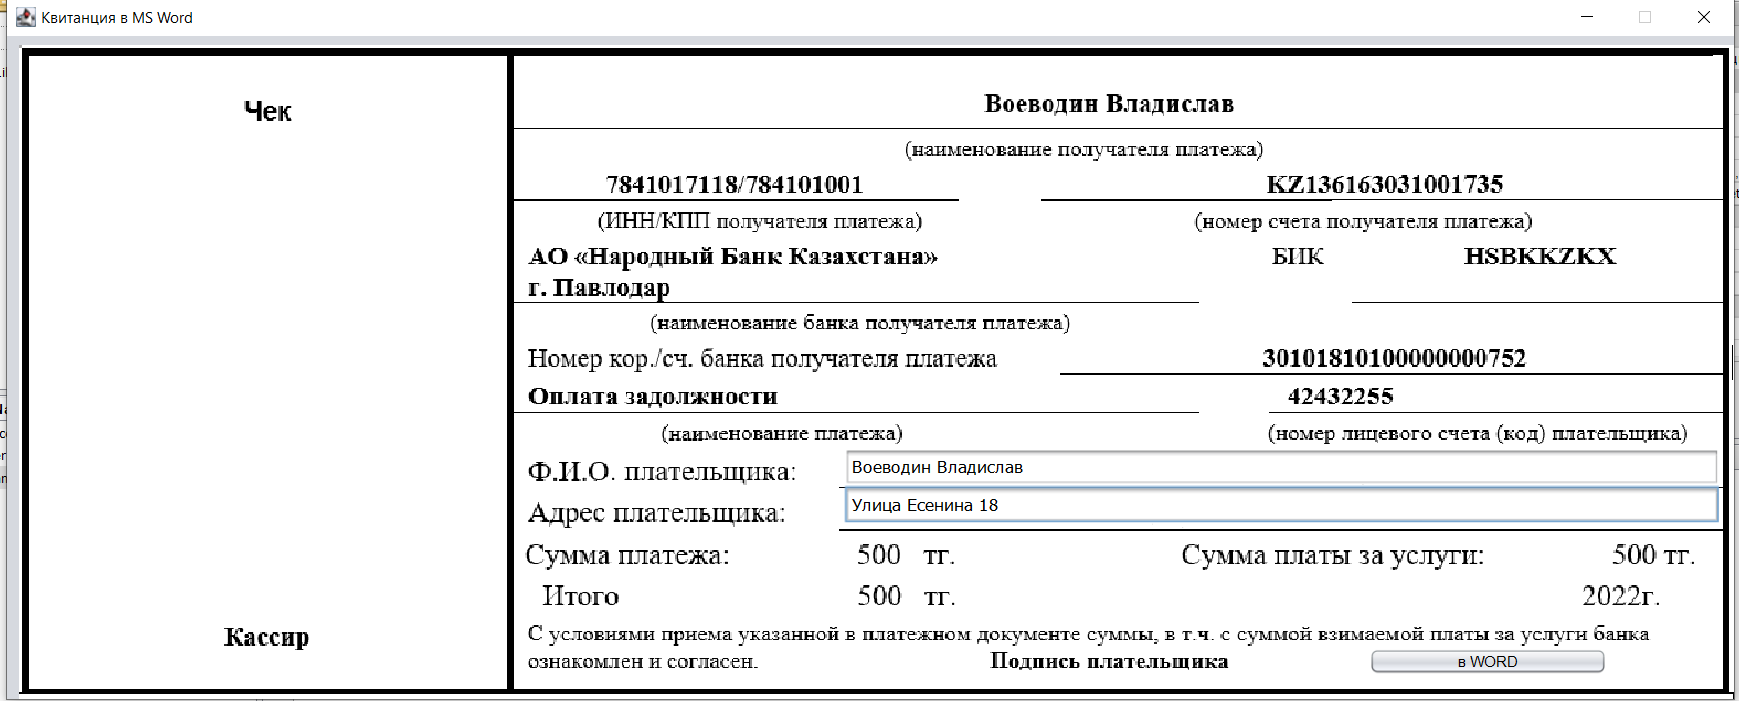 Квитанция в MS Word
Чек
Воеводин Владислав
(наименование получателя платежа)
7841017118/784101001 KZ136163031001735
(ИНН/КПП получателя платежа) (номер счета получателя платежа)
АО «Народный Банк Казахстана» БИК HSBKKZKX
г. Павлодар
(наименование банка получателя платежа)
Номер кор./сч. банка получателя платежа 30101810100000000752
Оплата задолжности 42432255
(наименование платежа) (номер лицевого счета (код) плательщика)
Ф.И.О. плательщика: Воеводин Владислав
Адрес плательщика: Улица Есенина 18
Сумма платежа: 500 тг. Сумма платы за услуги: 500 тг.
Итого 500 тг. 2022г.
Кассир
С условиями приема указанной в платежном документе суммы, в т.ч. с суммой взимаемой платы за услуги банка
ознакомлен и согласен. Подпись плательщика в WORD